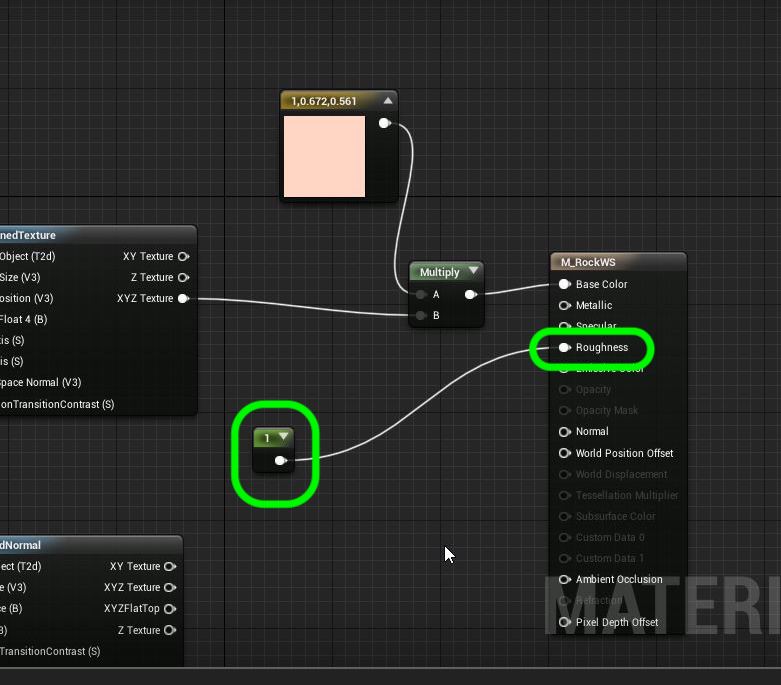 1,0.672,0.561
nedTexture
Object (T2d)
XY Texture
Size (V3)
Z Texture
osition (V3)
XYZ Texture
Float 4 (B)
is (S)
is (S)
Space Normal (V3)
onTransitionContrast (S)
Multiply
A
B
M_RockWS
Base Color
Metallic
Specular
Roughness
Emissive Color
Opacity
Opacity Mask
Normal
World Position Offset
World Displacement
Tessellation Multiplier
Subsurface Color
Custom Data 0
Custom Data 1
Ambient Occlusion
Refraction
Pixel Depth Offset
1
dNormal
ect (T2d)
XY Texture
e (V3)
XYZ Texture
ce (B)
XYZFlatTop
3)
Z Texture
TransitionContrast (S)
MATERI